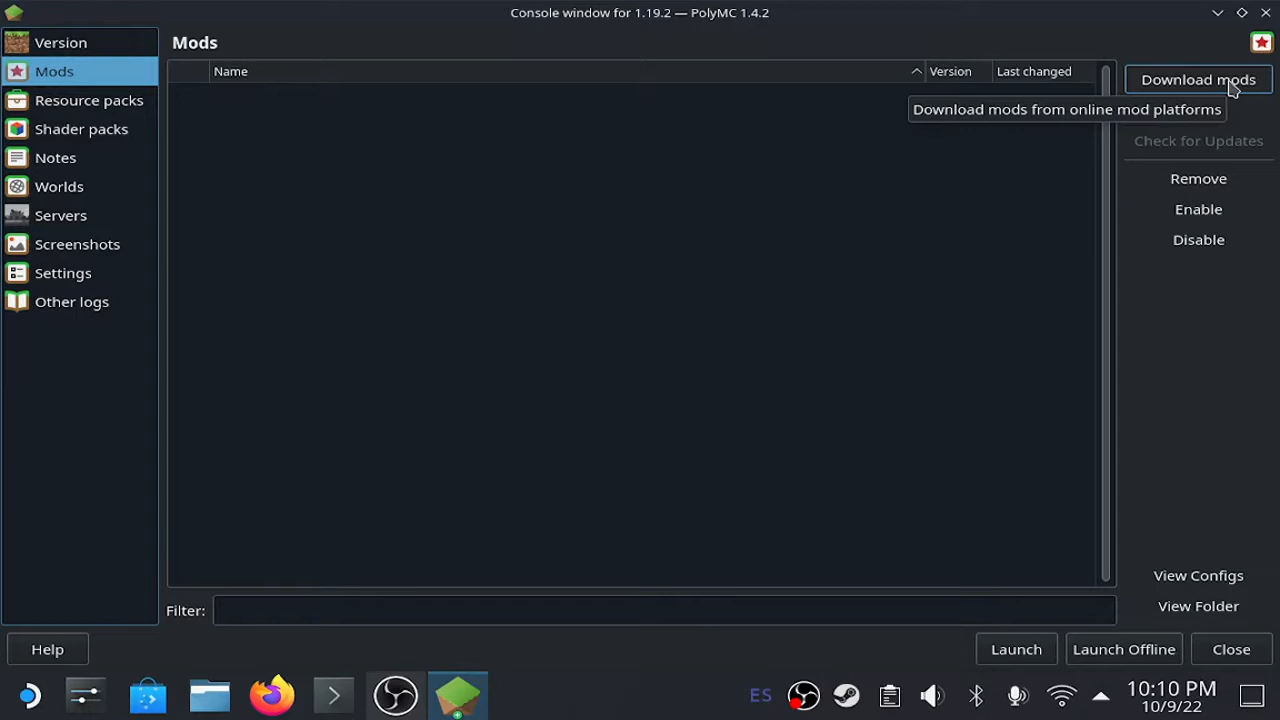 Console window for 1.19.2 — PolyMC 1.4.2
Version
Mods
Resource packs
Shader packs
Notes
Worlds
Servers
Screenshots
Settings
Other logs
Mods
Name
Version
Last changed
Download mods
Download mods from online mod platforms
Check for Updates
Remove
Enable
Disable
View Configs
View Folder
Filter:
Help
Launch
Launch Offline
Close
ES
10:10 PM
10/9/22